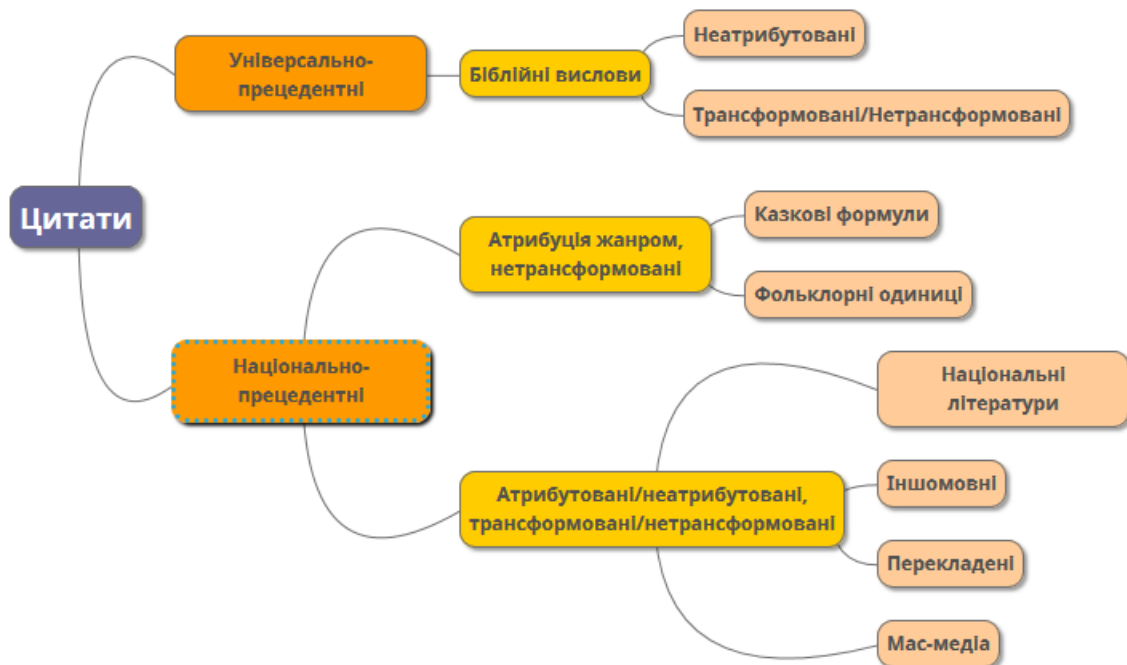 Цитати
Універсально-
прецедентні
Біблійні вислови
Неатрибутовані
Трансформовані/Нетрансформовані
Національно-
прецедентні
Атрибуція жанром,
нетрансформовані
Казкові формули
Фольклорні одиниці
Атрибутовані/неатрибутовані,
трансформовані/нетрансформовані
Національні
літератури
Іншомовні
Перекладені
Мас-медіа